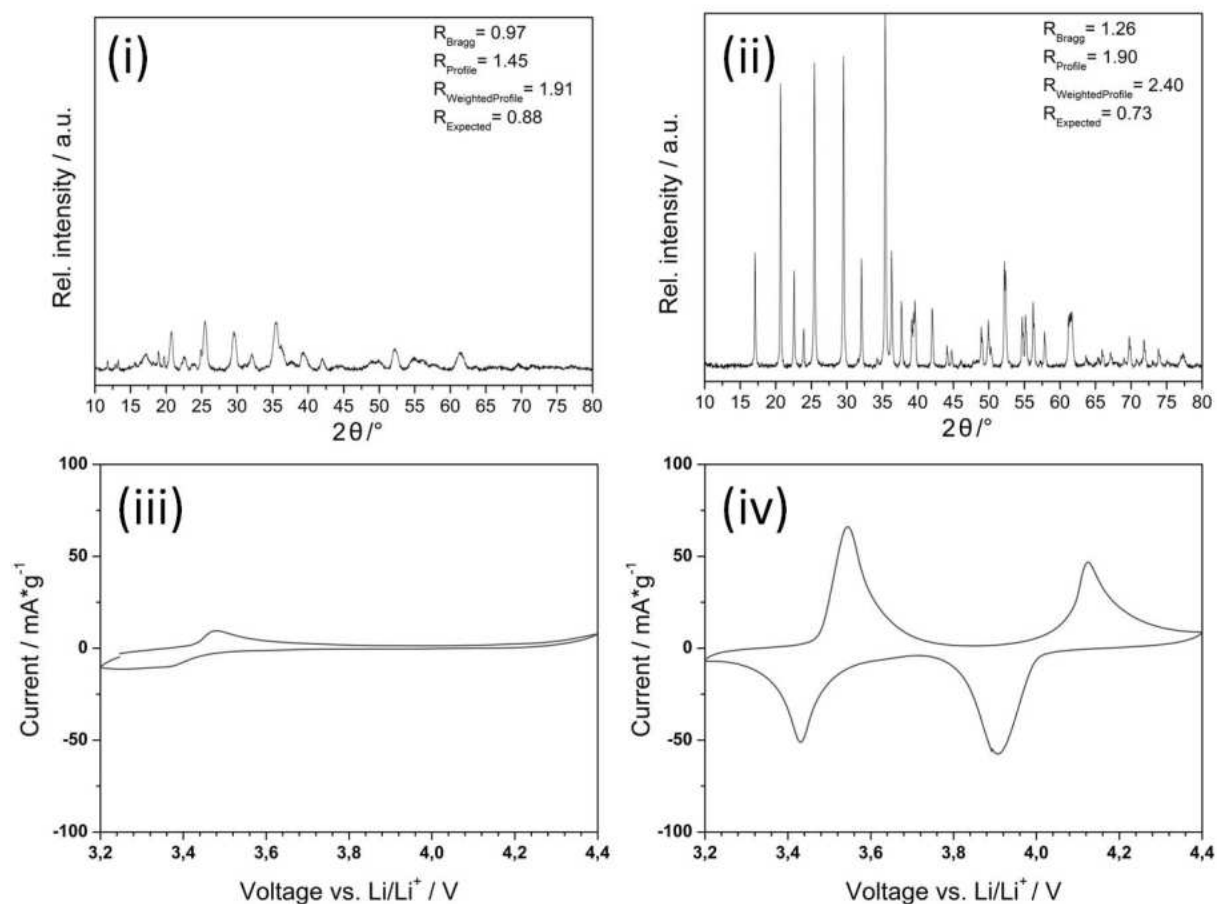 (i)
R_Bragg= 0.97
R_Profile= 1.45
R_WeightedProfile= 1.91
R_Expected= 0.88
Rel. intensity / a.u.
10 15 20 25 30 35 40 45 50 55 60 65 70 75 80
2θ/°
(ii)
R_Bragg= 1.26
R_Profile= 1.90
R_WeightedProfile= 2.40
R_Expected= 0.73
Rel. intensity / a.u.
10 15 20 25 30 35 40 45 50 55 60 65 70 75 80
2θ/°
(iii)
Current / mA*g⁻¹
100
50
0
-50
-100
3,2 3,4 3,6 3,8 4,0 4,2 4,4
Voltage vs. Li/Li⁺ / V
(iv)
Current / mA*g⁻¹
100
50
0
-50
-100
3,2 3,4 3,6 3,8 4,0 4,2 4,4
Voltage vs. Li/Li⁺ / V